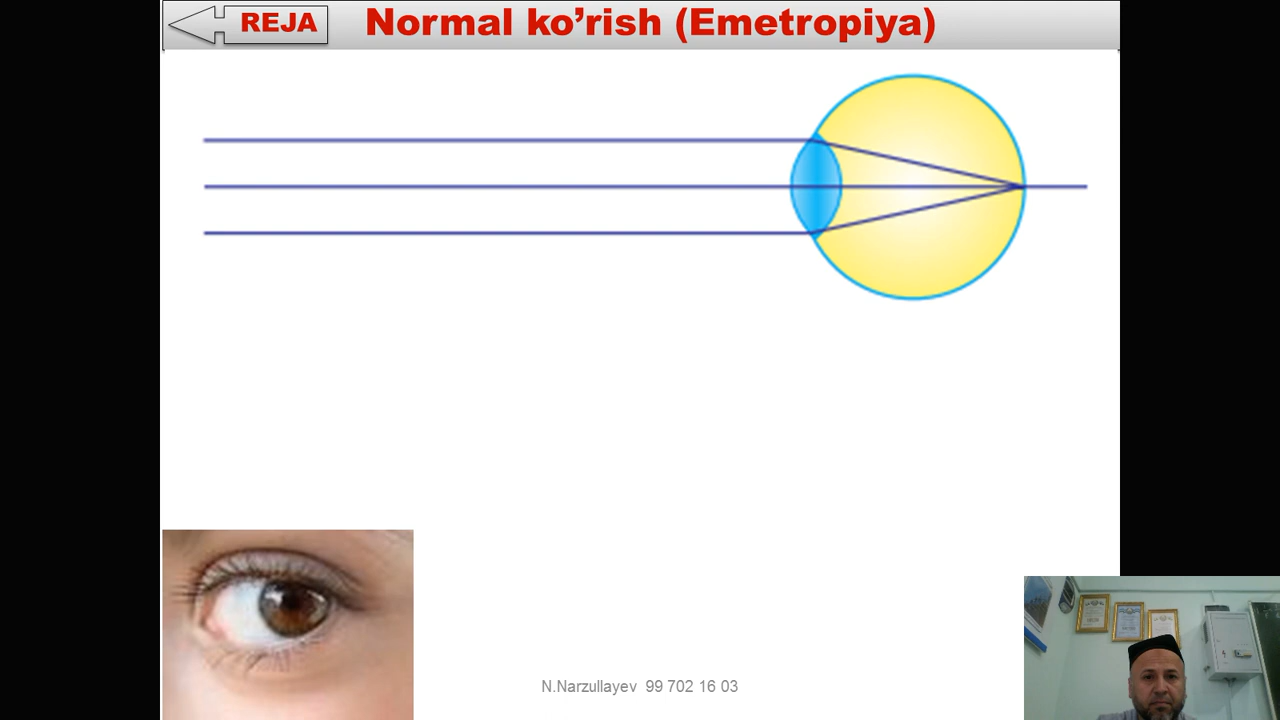 REJA
Normal ko’rish (Emetropiya)
N.Narzullayev 99 702 16 03